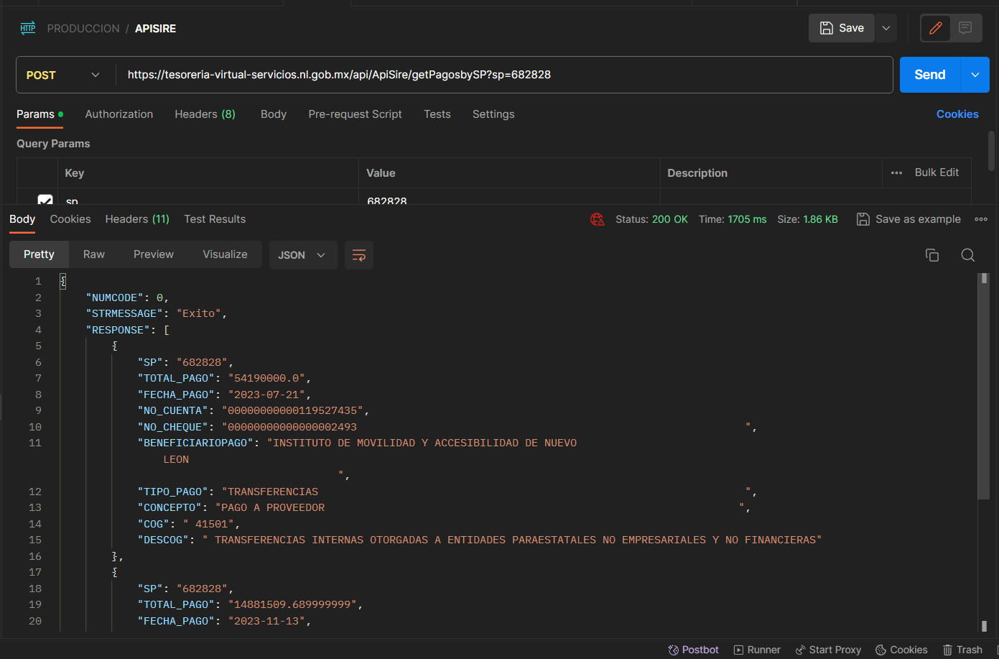 HTTP PRODUCCION / APISIRE Save
POST https://tesoreria-virtual-servicios.nl.gob.mx/api/ApiSire/getPagosbySP?sp=682828 Send
Params Authorization Headers (8) Body Pre-request Script Tests Settings Cookies
Query Params
Key Value Description Bulk Edit
sp 682828
Body Cookies Headers (11) Test Results Status: 200 OK Time: 1705 ms Size: 1.86 KB Save as example
Pretty Raw Preview Visualize JSON
1 {
2 "NUMCODE": 0,
3 "STRMESSAGE": "Exito",
4 "RESPONSE": [
5 {
6 "SP": "682828",
7 "TOTAL_PAGO": "54190000.0",
8 "FECHA_PAGO": "2023-07-21",
9 "NO_CUENTA": "00000000000119527435",
10 "NO_CHEQUE": "00000000000000002493 ",
11 "BENEFICIARIOPAGO": "INSTITUTO DE MOVILIDAD Y ACCESIBILIDAD DE NUEVO
LEON
",
12 "TIPO_PAGO": "TRANSFERENCIAS ",
13 "CONCEPTO": "PAGO A PROVEEDOR ",
14 "COG": " 41501",
15 "DESCOG": " TRANSFERENCIAS INTERNAS OTORGADAS A ENTIDADES PARAESTATALES NO EMPRESARIALES Y NO FINANCIERAS"
16 },
17 {
18 "SP": "682828",
19 "TOTAL_PAGO": "14881509.689999999",
20 "FECHA_PAGO": "2023-11-13",
Postbot Runner Start Proxy Cookies Trash